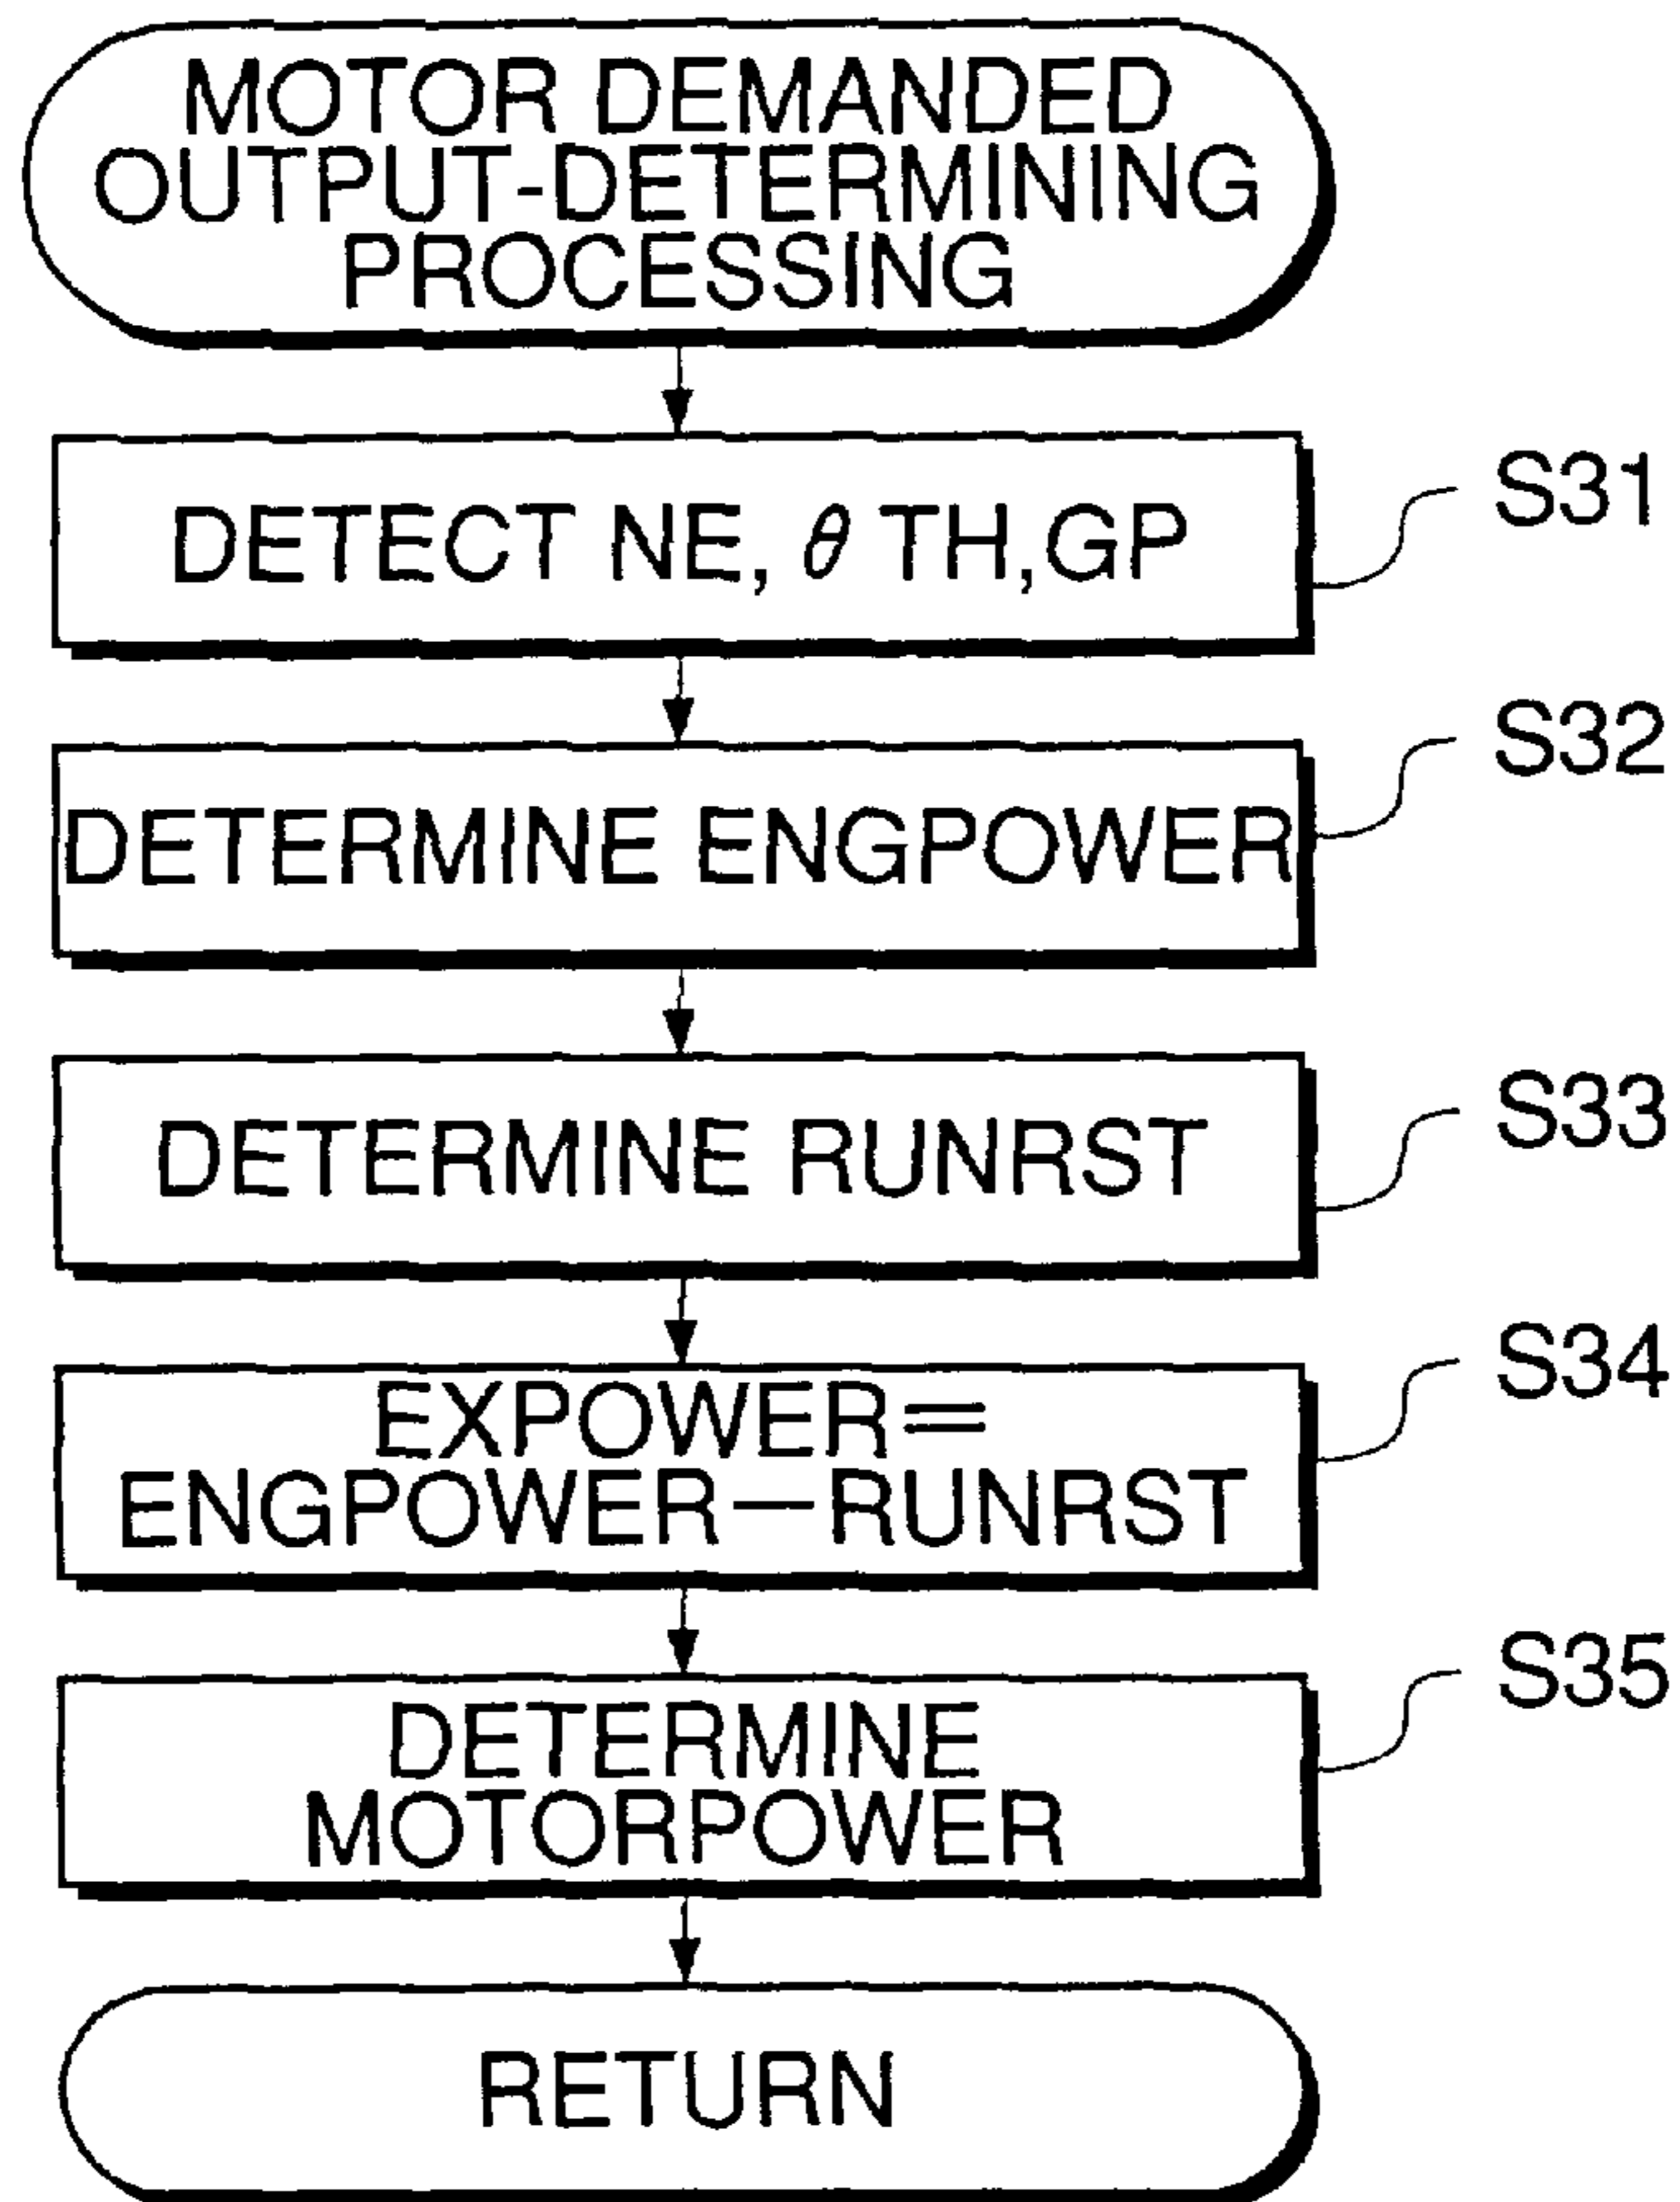 MOTOR DEMANDED
OUTPUT-DETERMINING
PROCESSING
DETECT NE, θ TH,GP
S31
DETERMINE ENGPOWER
S32
DETERMINE RUNRST
S33
EXPOWER=
ENGPOWER—RUNRST
S34
DETERMINE
MOTORPOWER
S35
RETURN